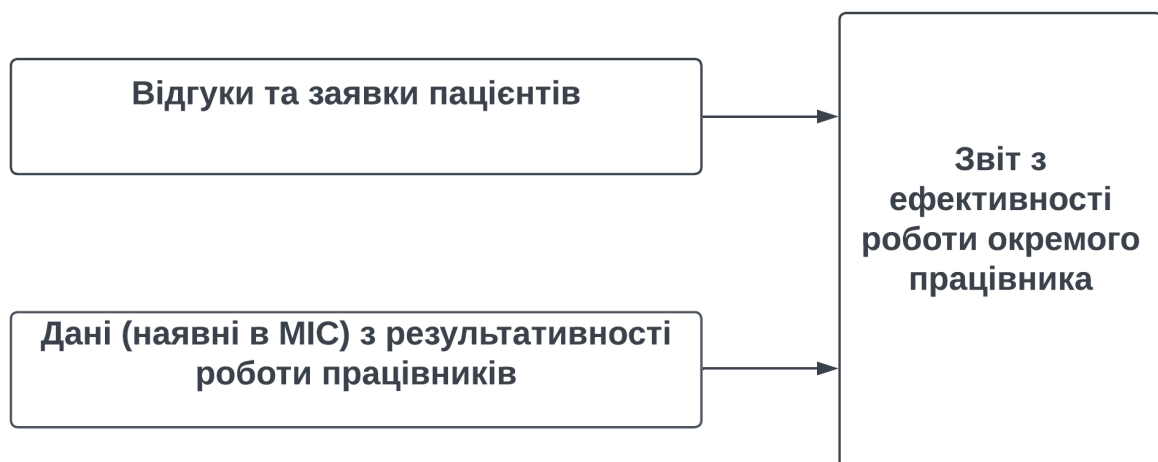 Відгуки та заявки пацієнтів
Дані (наявні в МІС) з результативності
роботи працівників
Звіт з
ефективності
роботи окремого
працівника